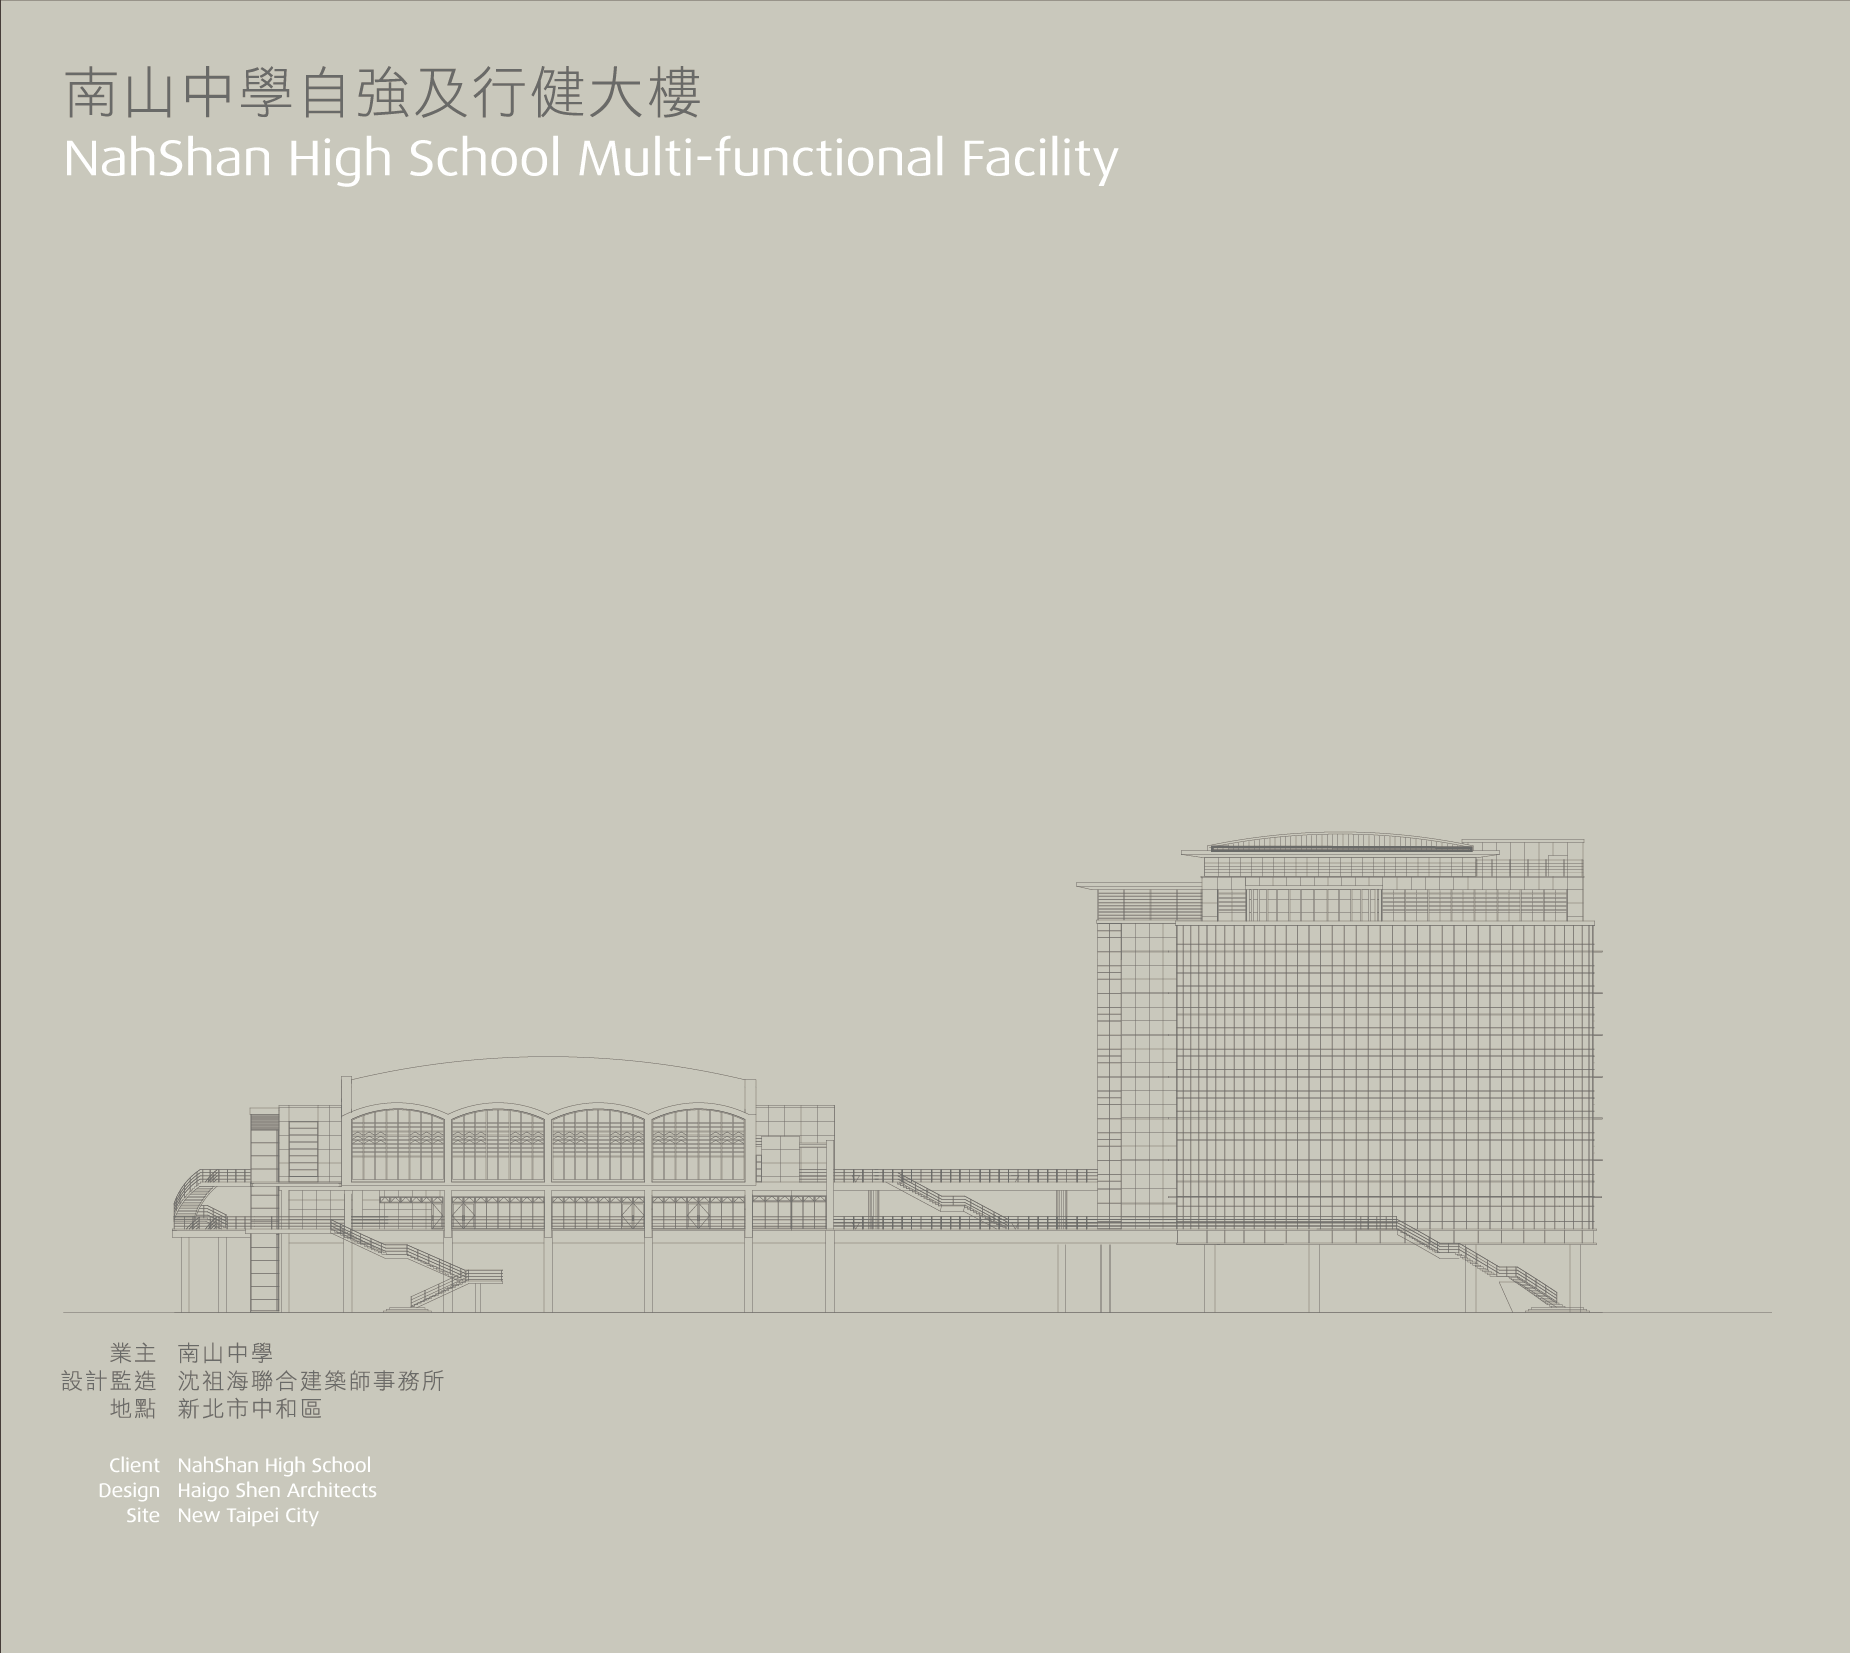 南山中學自強及行健大樓
NahShan High School Multi-functional Facility
業主 南山中學
設計監造 沈祖海聯合建築師事務所
地點 新北市中和區
Client NahShan High School
Design Haigo Shen Architects
Site New Taipei City